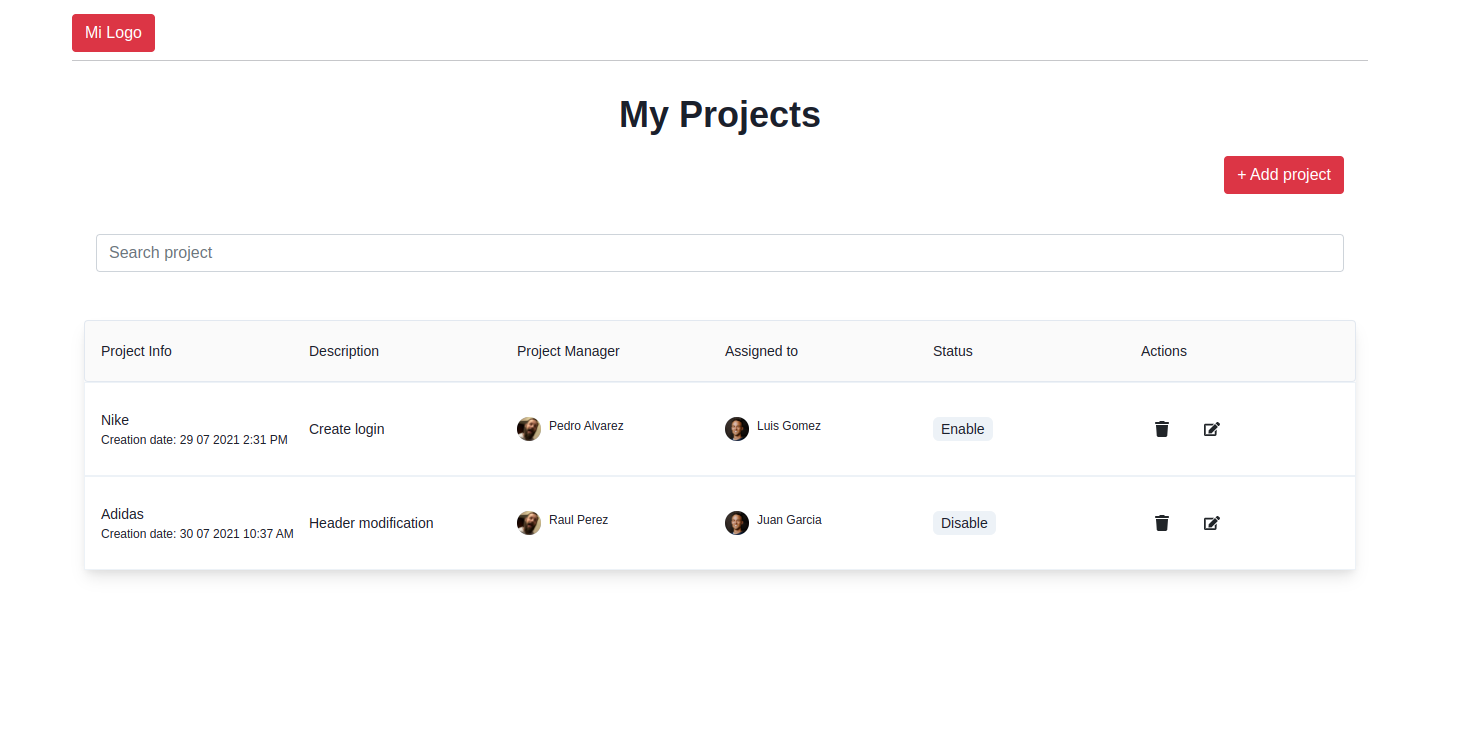 Mi Logo
My Projects
+ Add project
Search project
Project Info Description Project Manager Assigned to Status Actions
Nike
Creation date: 29 07 2021 2:31 PM
Create login
Pedro Alvarez
Luis Gomez
Enable
Adidas
Creation date: 30 07 2021 10:37 AM
Header modification
Raul Perez
Juan Garcia
Disable